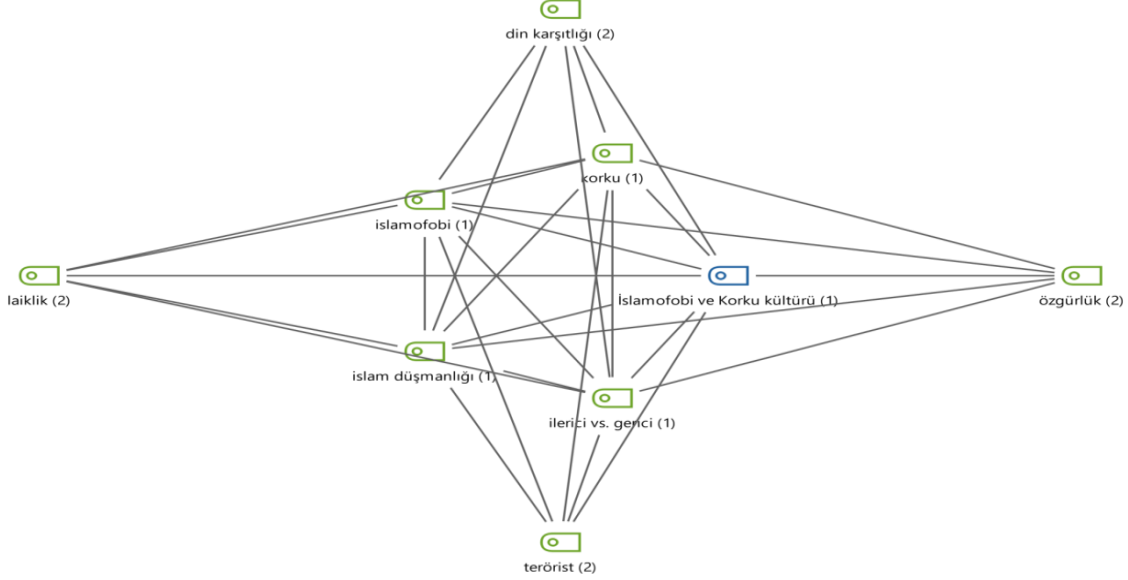 din karşıtlığı (2)
korku (1)
islamofobi (1)
laiklik (2)
İslamofobi ve Korku kültürü (1)
özgürlük (2)
islam düşmanlığı (1)
ilerici vs. gerici (1)
terörist (2)